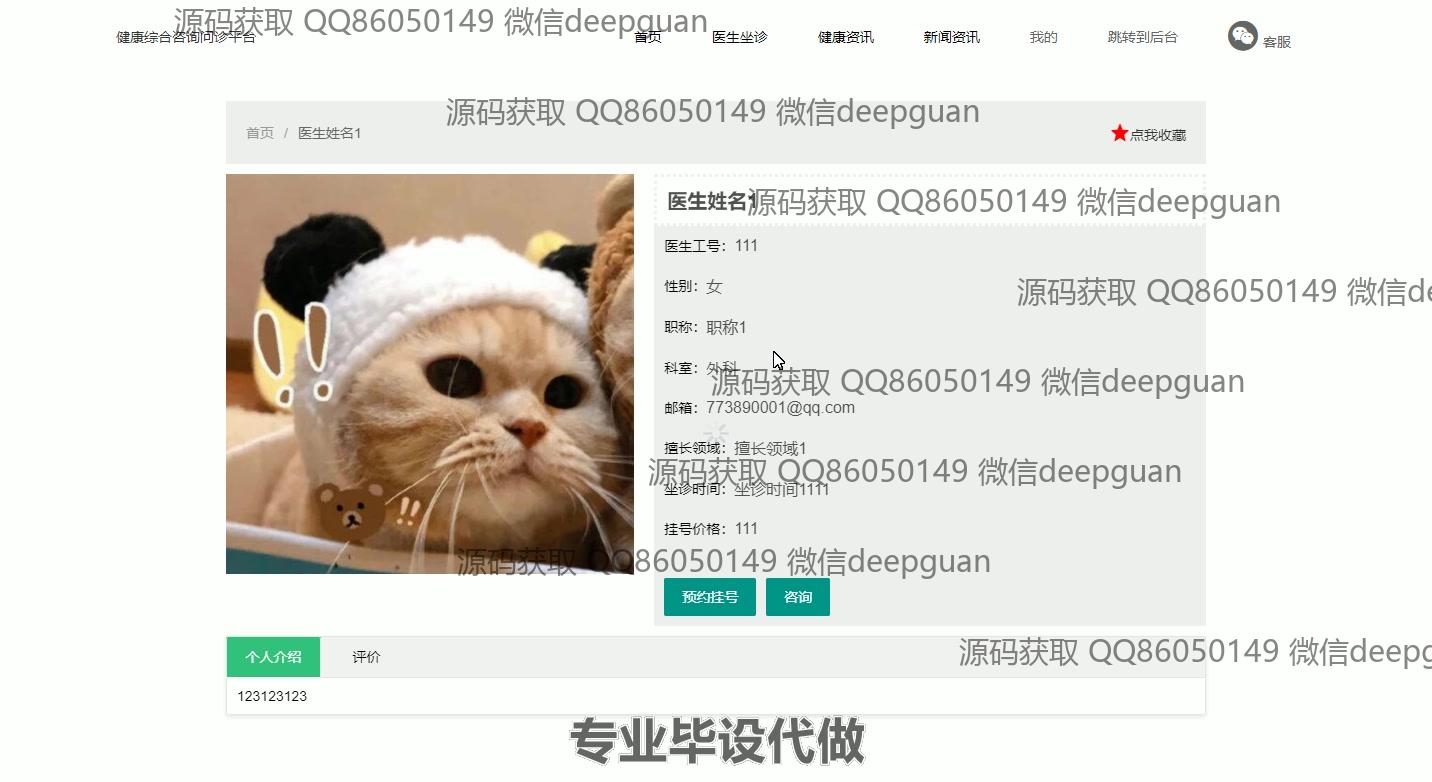 源码获取 QQ86050149 微信deepguan
健康综合咨询问诊平台 首页 医生坐诊 健康资讯 新闻资讯 我的 跳转到后台 客服
源码获取 QQ86050149 微信deepguan
首页 / 医生姓名1 点我收藏
医生姓名1
源码获取 QQ86050149 微信deepguan
医生工号：111
性别：女
源码获取 QQ86050149 微信de
职称：职称1
科室：外科
源码获取 QQ86050149 微信deepguan
邮箱：773890001@qq.com
擅长领域：擅长领域1
源码获取 QQ86050149 微信deepguan
坐诊时间：坐诊时间1111
!!
挂号价格：111
源码获取 QQ86050149 微信deepguan
预约挂号 咨询
个人介绍 评价
源码获取 QQ86050149 微信deepg
123123123
专业毕设代做